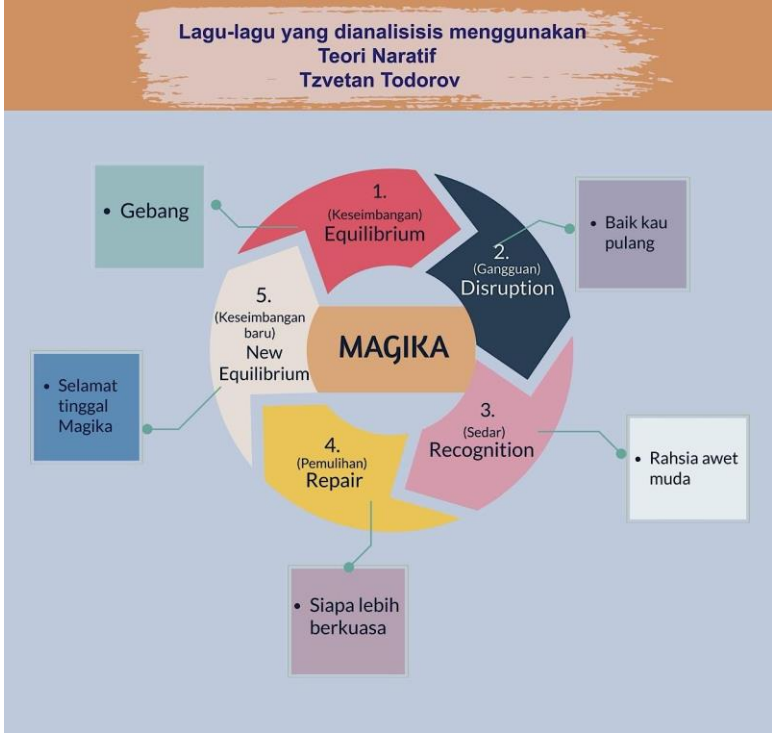 Lagu-lagu yang dianalisisis menggunakan
Teori Naratif
Tzvetan Todorov
1.
(Keseimbangan)
Equilibrium
• Gebang
2.
(Gangguan)
Disruption
• Baik kau
pulang
3.
(Sedar)
Recognition
• Rahsia awet
muda
4.
(Pemulihan)
Repair
• Siapa lebih
berkuasa
5.
(Keseimbangan
baru)
New
Equilibrium
• Selamat
tinggal
Magika
MAGIKA